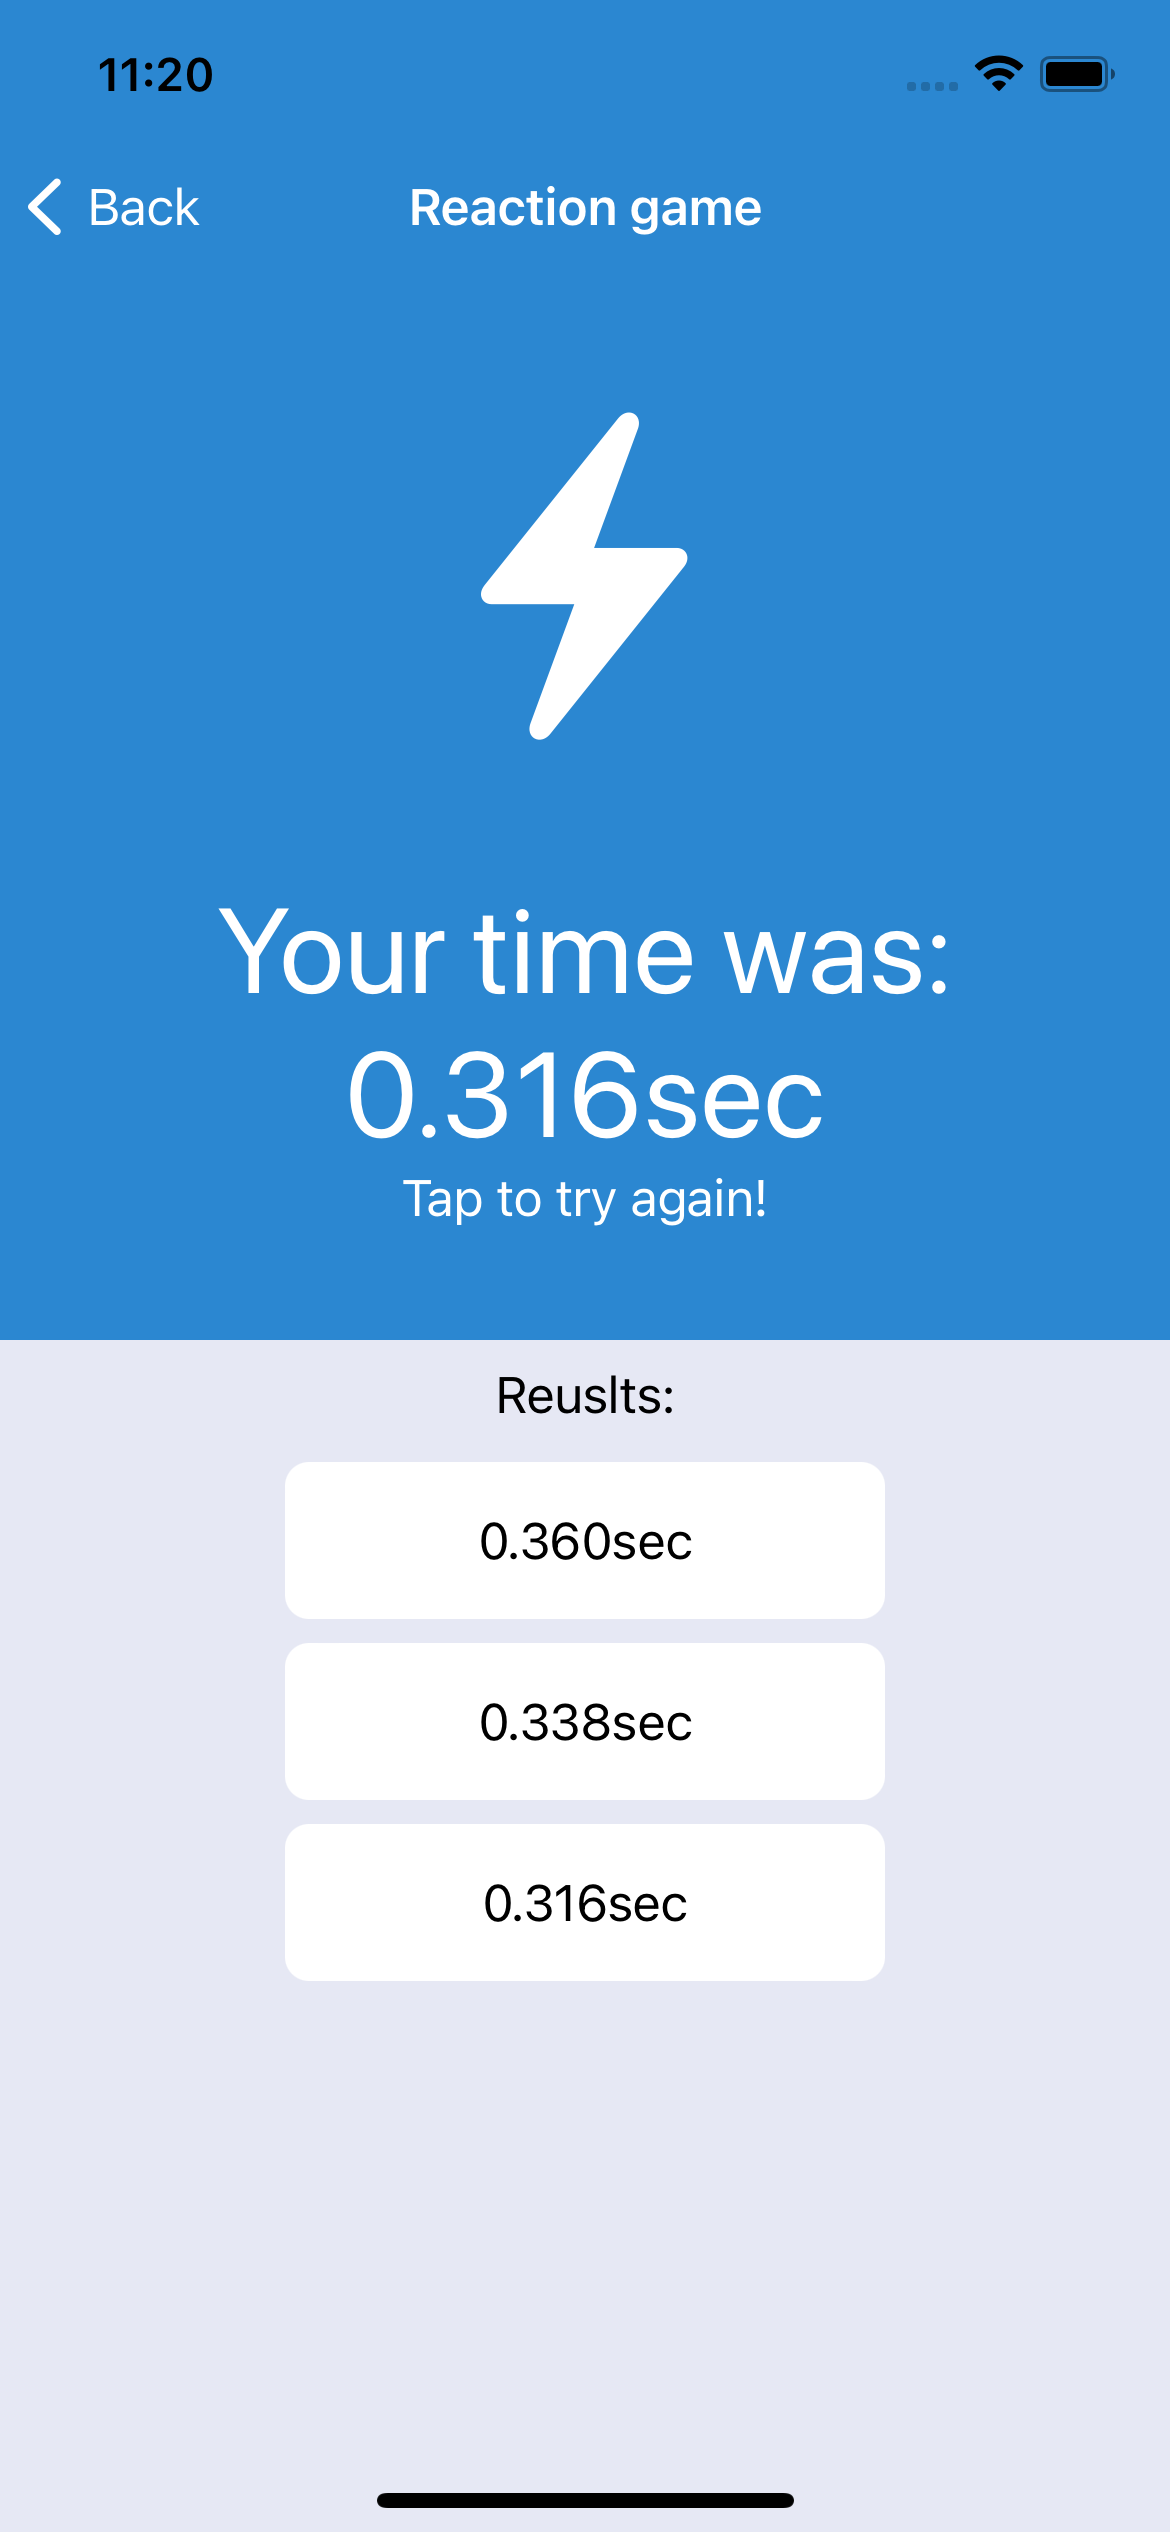 11:20
Back
Reaction game
Your time was:
0.316sec
Tap to try again!
Reuslts:
0.360sec
0.338sec
0.316sec